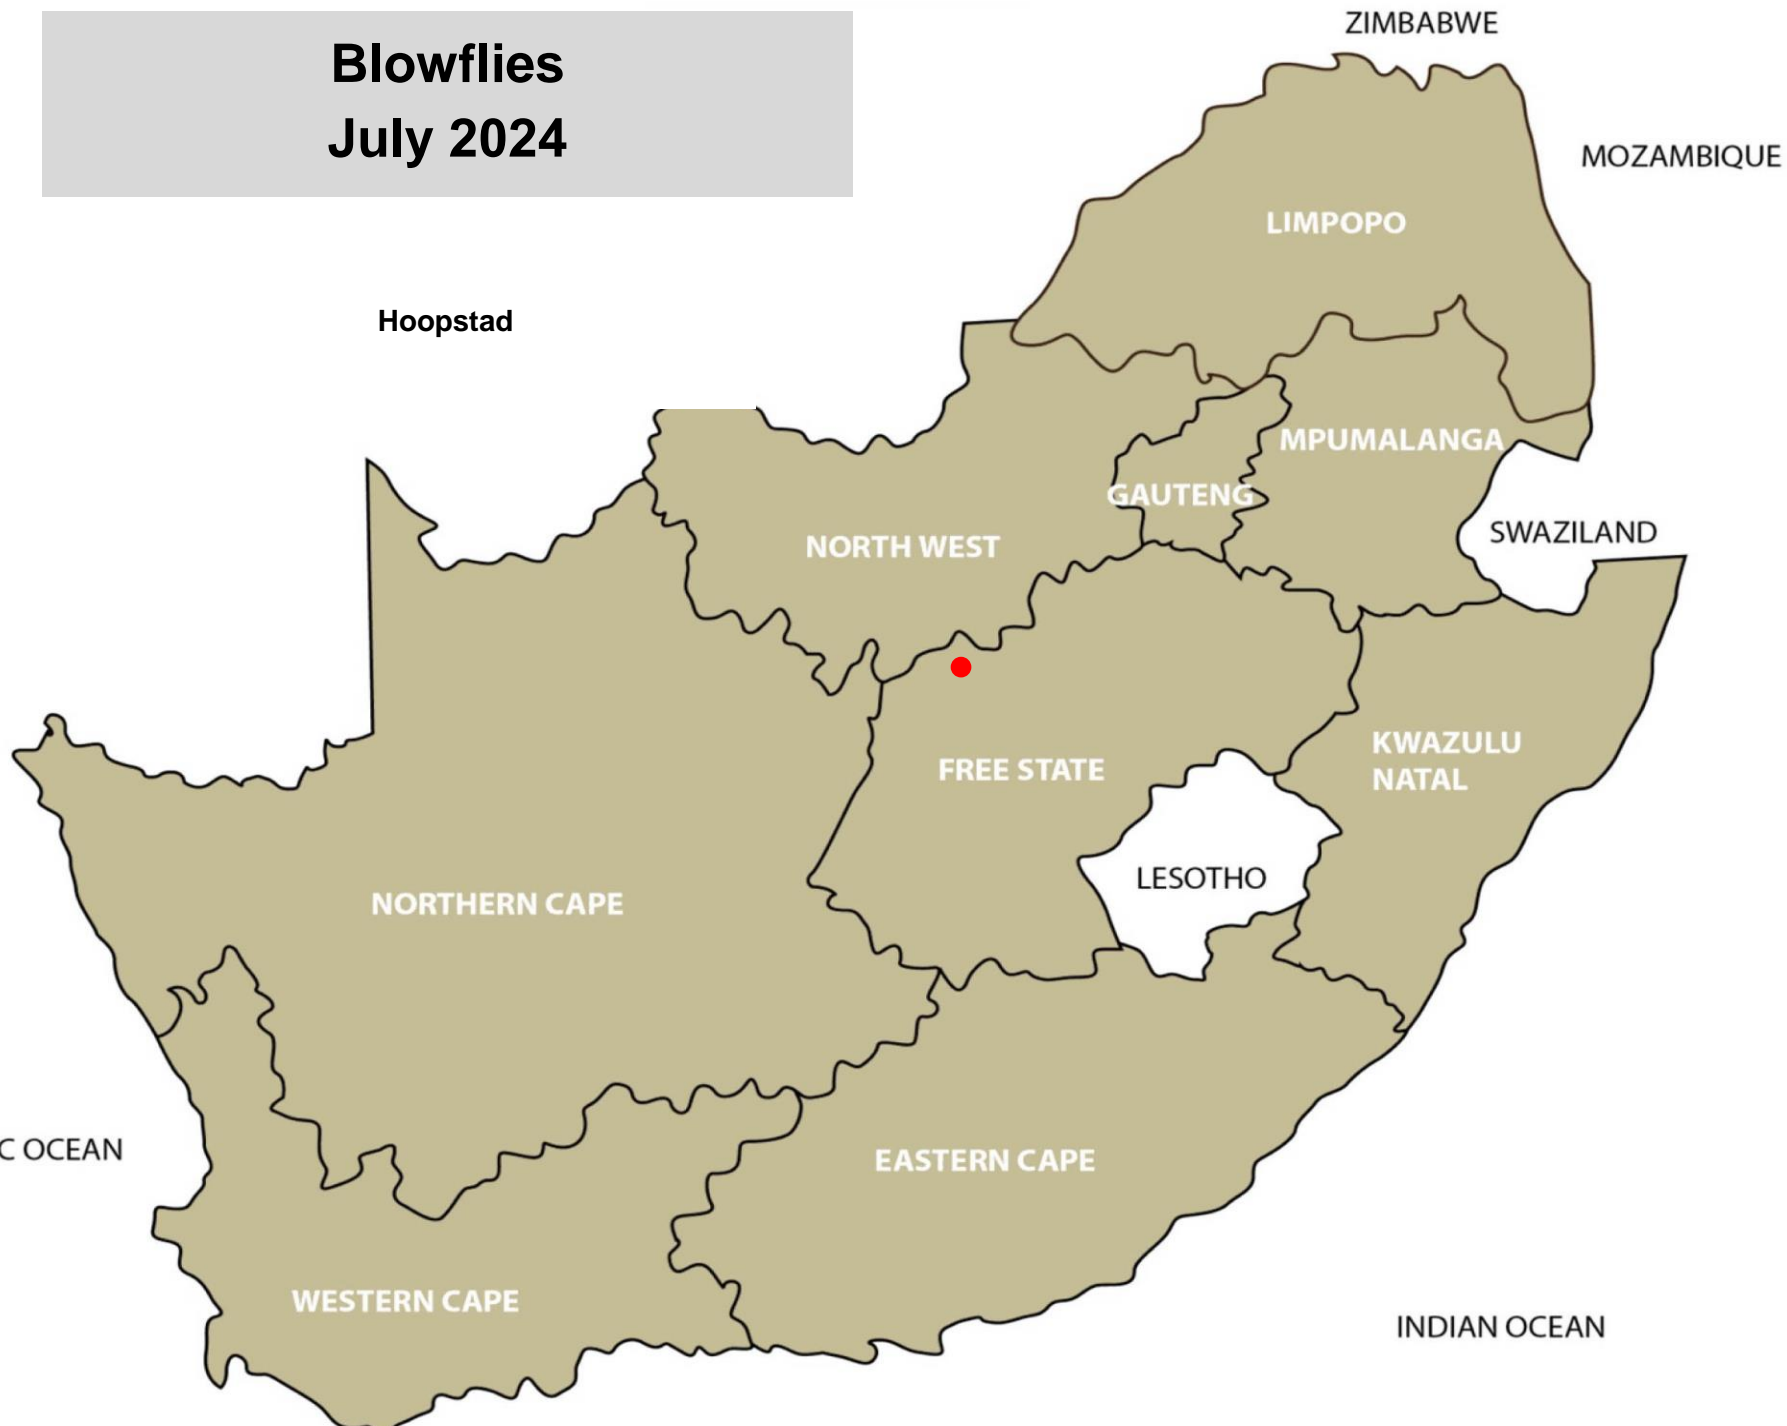 Blowflies
July 2024
ZIMBABWE
MOZAMBIQUE
LIMPOPO
Hoopstad
MPUMALANGA
GAUTENG
SWAZILAND
NORTH WEST
KWAZULU
NATAL
FREE STATE
LESOTHO
NORTHERN CAPE
C OCEAN
EASTERN CAPE
WESTERN CAPE
INDIAN OCEAN